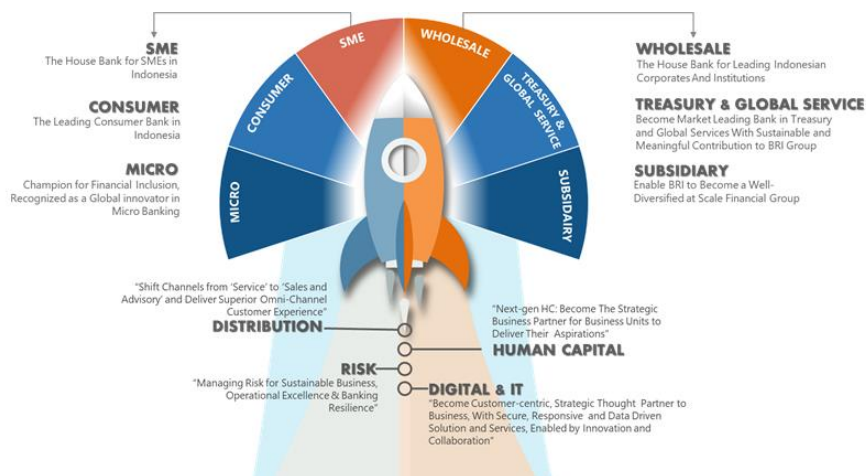 SME
The House Bank for SMEs in
Indonesia
CONSUMER
The Leading Consumer Bank in
Indonesia
MICRO
Champion for Financial Inclusion,
Recognized as a Global innovator in
Micro Banking
MICRO
CONSUMER
SME
WHOLESALE
TREASURY &
GLOBAL SERVICE
SUBSIDAIRY
WHOLESALE
The House Bank for Leading Indonesian
Corporates And Institutions
TREASURY & GLOBAL SERVICE
Become Market Leading Bank in Treasury
and Global Services With Sustainable and
Meaningful Contribution to BRI Group
SUBSIDIARY
Enable BRI to Become a Well-
Diversified at Scale Financial Group
“Shift Channels from ‘Service’ to ‘Sales and
Advisory’ and Deliver Superior Omni-Channel
Customer Experience”
DISTRIBUTION
“Next-gen HC: Become The Strategic
Business Partner for Business Units to
Deliver Their Aspirations”
HUMAN CAPITAL
RISK
“Managing Risk for Sustainable Business,
Operational Excellence & Banking
Resilience”
DIGITAL & IT
“Become Customer-centric, Strategic Thought Partner to
Business, With Secure, Responsive and Data Driven
Solution and Services, Enabled by Innovation and
Collaboration”